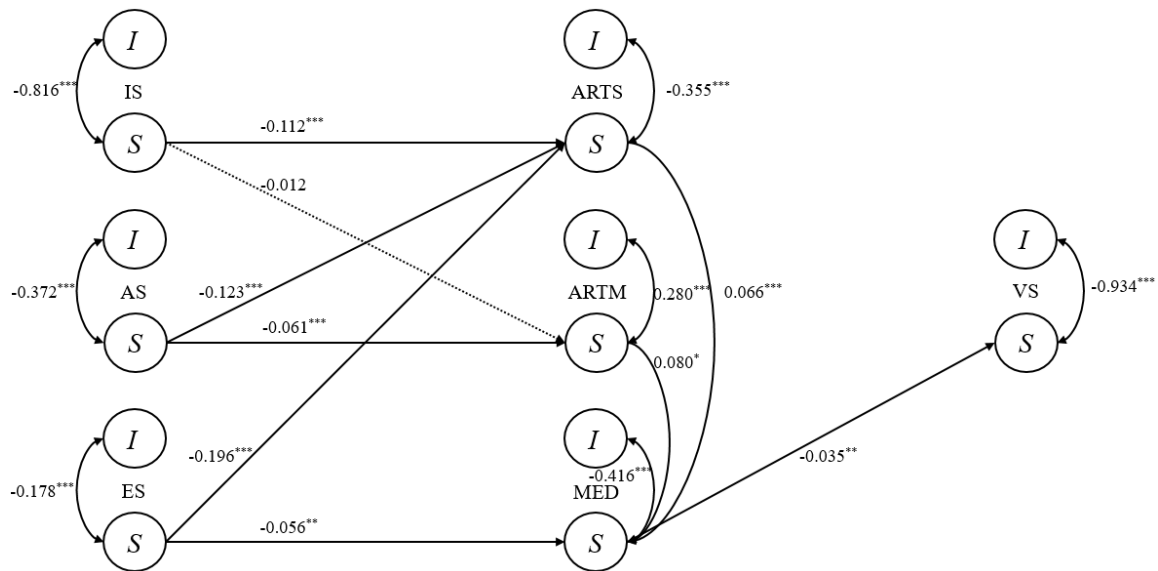 I
I
-0.816***
IS
ARTS
-0.355***
S
-0.112***
S
-0.012
I
I
I
-0.372***
AS
-0.123***
ARTM
0.280***
0.066***
VS
-0.934***
S
-0.061***
S
0.080*
S
I
I
-0.196***
-0.035**
-0.416***
-0.178***
ES
MED
S
-0.056**
S